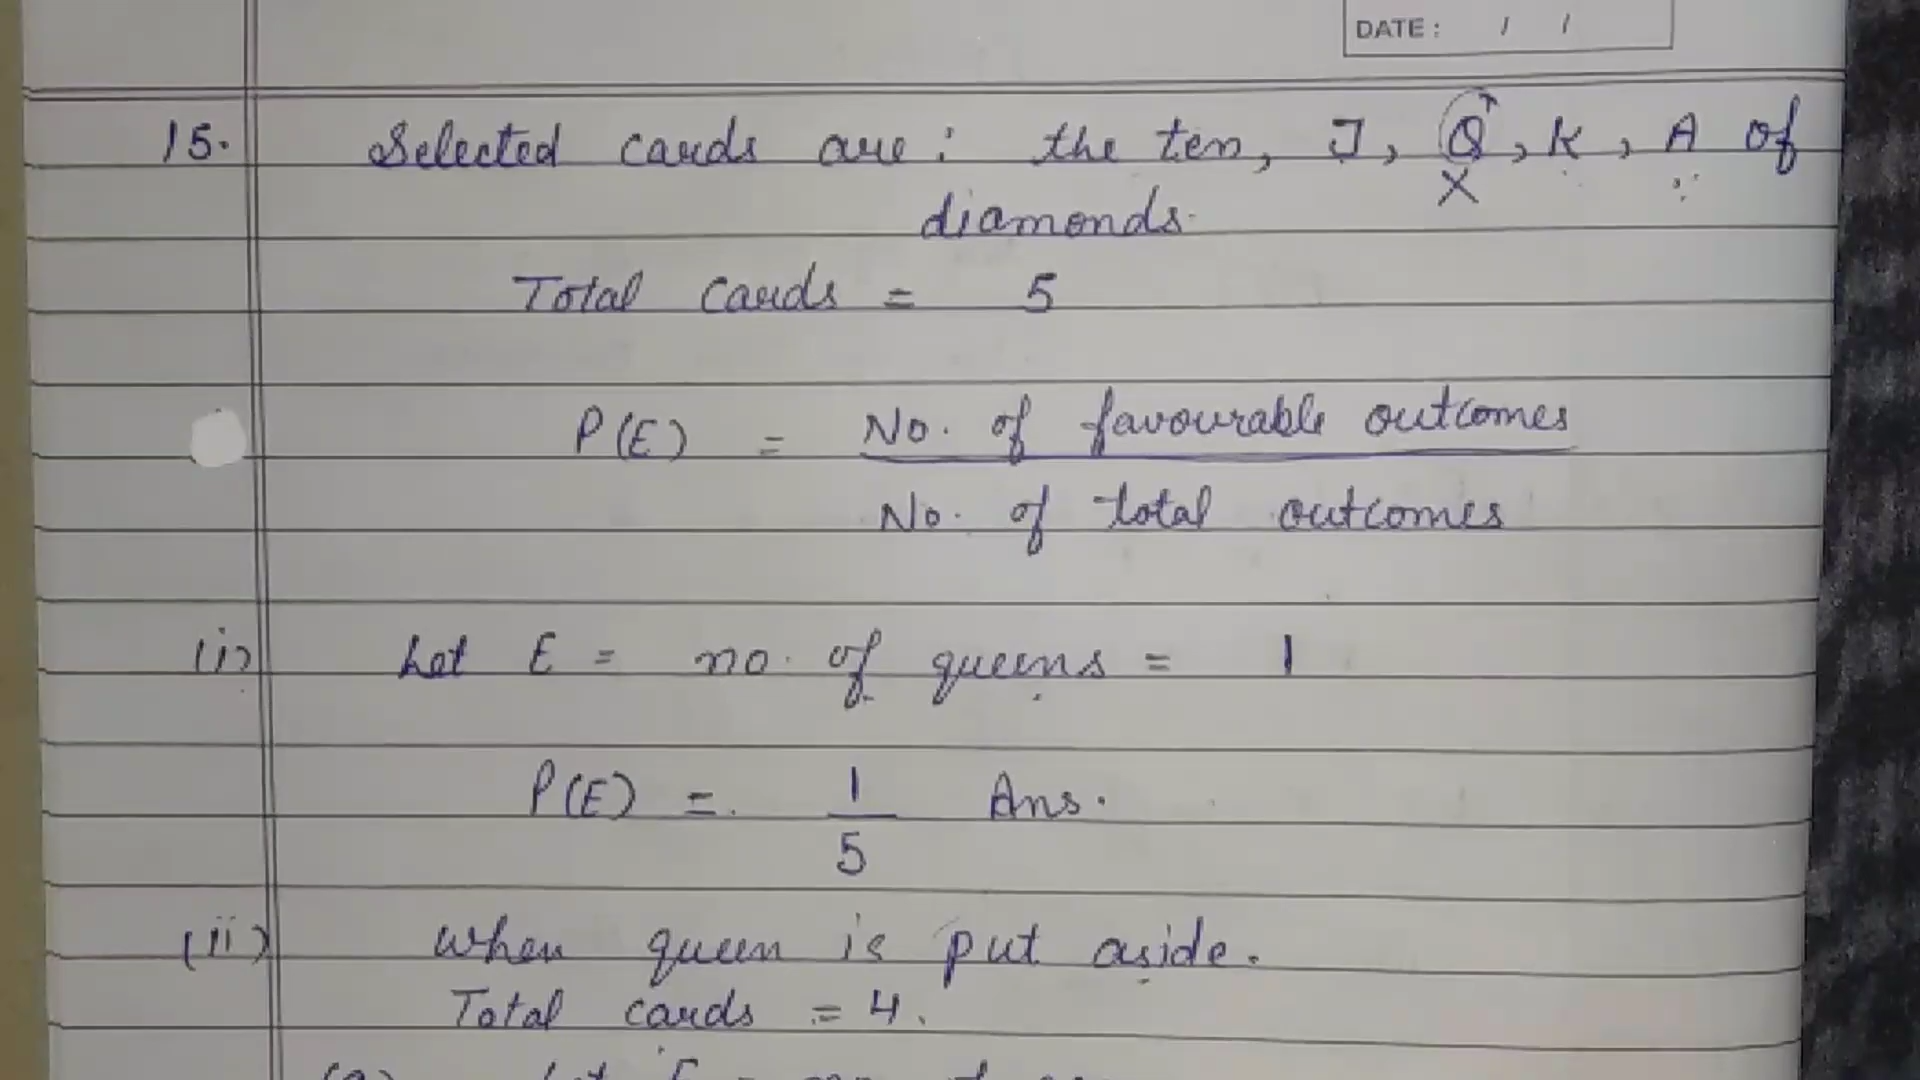 DATE: / /
15. Selected cards are: the ten, J, Q, K, A of
X
diamonds.
Total cards = 5
P(E) = No. of favourable outcomes
No. of total outcomes
(i) Let E = no. of queens = 1
P(E) = 1 Ans.
5
(ii) when queen is put aside.
Total cards = 4.